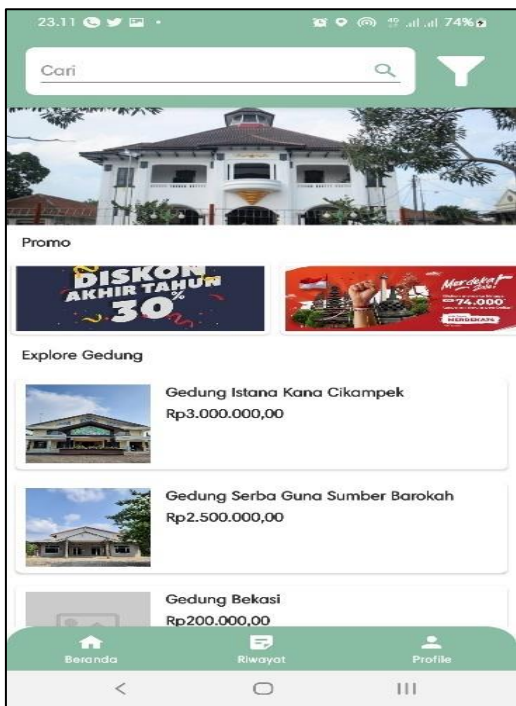 23.11
74%
Cari
Promo
DISKON
AKHIR TAHUN
30%
Merdeka
74.000
MERDEKA75
Explore Gedung
Gedung Istana Kana Cikampek
Rp3.000.000,00
Gedung Serba Guna Sumber Barokah
Rp2.500.000,00
Gedung Bekasi
Rp200.000,00
Beranda
Riwayat
Profile